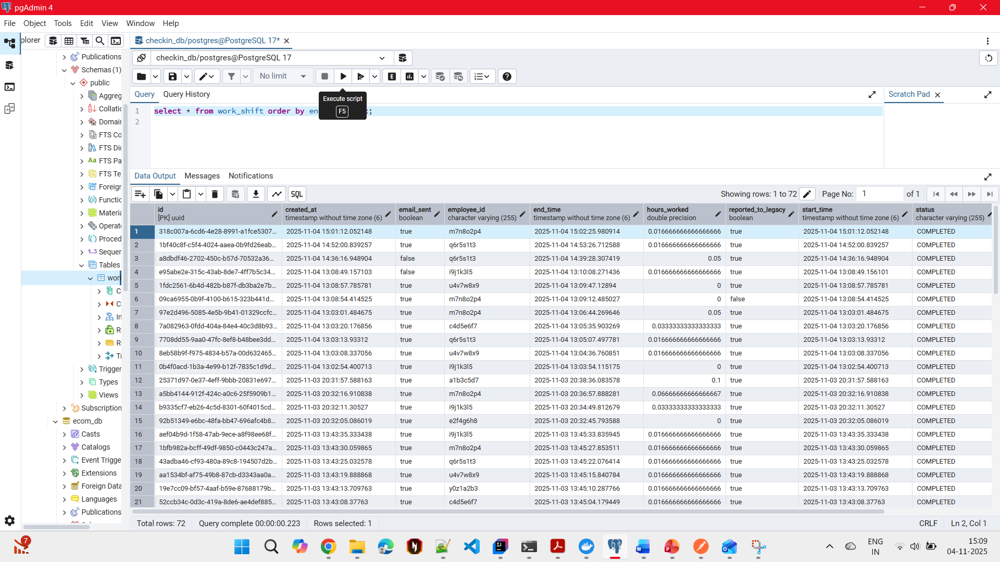 pgAdmin 4
File Object Tools Edit View Window Help
plorer
checkin_db/postgres@PostgreSQL 17*
checkin_db/postgres@PostgreSQL 17
No limit
Query Query History
Execute script
F5
Scratch Pad
1 select * from work_shift order by en c;
2
Publications
Schemas (1)
public
Aggreg
Collatio
Domain
FTS Co
FTS Dic
FTS Pa
FTS Te
Foreign
Functio
Materia
Operat
Proced
Sequen
Tables
wor
C
C
In
R
R
Tr
Trigger
Types
Views
Subscription
ecom_db
Casts
Catalogs
Event Trigge
Extensions
Foreign Data
Languages
Publications
Data Output Messages Notifications
SQL
Showing rows: 1 to 72 Page No: 1 of 1
id [PK] uuid
created_at timestamp without time zone (6)
email_sent boolean
employee_id character varying (255)
end_time timestamp without time zone (6)
hours_worked double precision
reported_to_legacy boolean
start_time timestamp without time zone (6)
status character varying (255)
1 318c007a-6cd6-4e28-8991-a1fce5307... 2025-11-04 15:01:12.052148 true m7n8o2p4 2025-11-04 15:02:25.980914 0.016666666666666666 true 2025-11-04 15:01:12.052148 COMPLETED
2 1bf40c8f-c5f4-4024-aaea-0b9fd26eab... 2025-11-04 14:52:00.839257 true q6r5s1t3 2025-11-04 14:53:26.712588 0.016666666666666666 true 2025-11-04 14:52:00.839257 COMPLETED
3 a8dbdf46-2702-450c-b57d-70532a36... 2025-11-04 14:36:16.948904 false q6r5s1t3 2025-11-04 14:39:28.307419 0.05 true 2025-11-04 14:36:16.948904 COMPLETED
4 e95abe2e-315c-43ab-8de7-4ff7b5c34... 2025-11-04 13:08:49.157103 false i9j1k3l5 2025-11-04 13:10:08.271436 0.016666666666666666 true 2025-11-04 13:08:49.156101 COMPLETED
5 1fdc2561-6b4d-482b-b87f-db3ba2e7b... 2025-11-04 13:08:57.785781 true u4v7w8x9 2025-11-04 13:09:47.12894 0 true 2025-11-04 13:08:57.785781 COMPLETED
6 09ca6955-0b9f-4100-b615-323b441d... 2025-11-04 13:08:54.414525 true m7n8o2p4 2025-11-04 13:09:12.485027 0 false 2025-11-04 13:08:54.414525 COMPLETED
7 97e2d496-5085-4e5b-9b41-01329ccfc... 2025-11-04 13:03:01.484675 true m7n8o2p4 2025-11-04 13:06:44.269646 0.05 true 2025-11-04 13:03:01.484675 COMPLETED
8 7a082963-0fdd-404a-84e4-40c3d8b93... 2025-11-04 13:03:20.176856 true c4d5e6f7 2025-11-04 13:05:35.903269 0.03333333333333333 true 2025-11-04 13:03:20.176856 COMPLETED
9 7708dd55-9aa0-47fc-8ef8-b48bee3dd... 2025-11-04 13:03:13.93312 true q6r5s1t3 2025-11-04 13:05:07.497781 0.016666666666666666 true 2025-11-04 13:03:13.93312 COMPLETED
10 8eb58b9f-f975-4834-b57a-00d632465... 2025-11-04 13:03:08.337056 true u4v7w8x9 2025-11-04 13:04:36.760851 0.016666666666666666 true 2025-11-04 13:03:08.337056 COMPLETED
11 0b4f0acd-1b3a-4e99-b12f-7835c1d9d... 2025-11-04 13:02:54.400713 true i9j1k3l5 2025-11-04 13:03:54.115175 0 true 2025-11-04 13:02:54.400713 COMPLETED
12 25371d97-0e37-4eff-9bbb-20831e697... 2025-11-03 20:31:57.588163 true a1b3c5d7 2025-11-03 20:38:36.083578 0.1 true 2025-11-03 20:31:57.588163 COMPLETED
13 a5bb4144-912f-424c-a0c6-25f5909b1... 2025-11-03 20:32:16.910838 true m7n8o2p4 2025-11-03 20:36:57.888281 0.06666666666666667 true 2025-11-03 20:32:16.910838 COMPLETED
14 b9335cf7-eb26-4c5d-8301-60f4015cd... 2025-11-03 20:32:11.30527 true i9j1k3l5 2025-11-03 20:34:49.812679 0.03333333333333333 true 2025-11-03 20:32:11.30527 COMPLETED
15 92b51349-e6bc-48fa-bb47-696afc4b8... 2025-11-03 20:32:05.086019 true e2f4g6h8 2025-11-03 20:32:45.793588 0 true 2025-11-03 20:32:05.086019 COMPLETED
16 aef04b9d-1f58-47ab-9ece-a8f98ee68f... 2025-11-03 13:43:35.333438 true i9j1k3l5 2025-11-03 13:45:33.835945 0.016666666666666666 true 2025-11-03 13:43:35.333438 COMPLETED
17 1bfb982a-bcff-49df-9850-c0443c247a... 2025-11-03 13:43:30.059865 true m7n8o2p4 2025-11-03 13:45:27.853511 0.016666666666666666 true 2025-11-03 13:43:30.059865 COMPLETED
18 43adba46-cf93-480a-89c8-194507d2b... 2025-11-03 13:43:25.032578 true q6r5s1t3 2025-11-03 13:45:22.076414 0.016666666666666666 true 2025-11-03 13:43:25.032578 COMPLETED
19 aa1534bf-af75-49b8-87cb-d3343aa0a... 2025-11-03 13:43:19.888868 true u4v7w8x9 2025-11-03 13:45:15.840784 0.016666666666666666 true 2025-11-03 13:43:19.888868 COMPLETED
20 19e7cc09-bf57-4aaf-b59e-87688179b... 2025-11-03 13:43:13.709763 true y0z1a2b3 2025-11-03 13:45:10.287766 0.016666666666666666 true 2025-11-03 13:43:13.709763 COMPLETED
21 52ccb34c-0d3c-419a-8de6-ae4def885... 2025-11-03 13:43:08.37763 true c4d5e6f7 2025-11-03 13:45:04.179449 0.016666666666666666 true 2025-11-03 13:43:08.37763 COMPLETED
Total rows: 72 Query complete 00:00:00.223 Rows selected: 1 CRLF Ln 2, Col 1
7
ENG
IN
15:09
04-11-2025